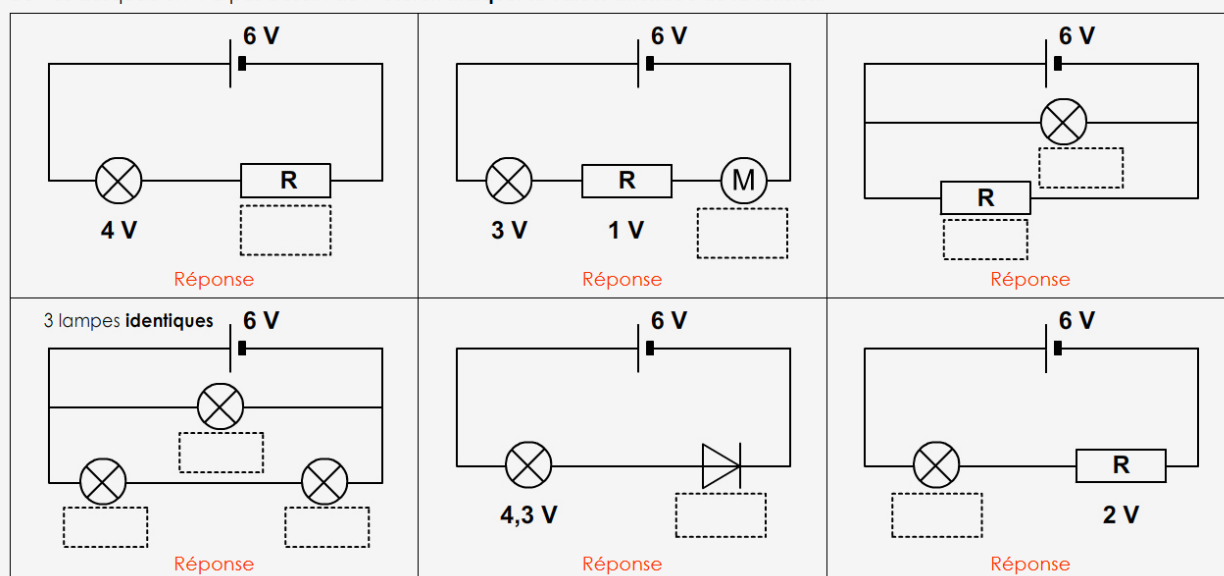 6 V
R
4 V
Réponse
6 V
R
M
3 V
1 V
Réponse
6 V
R
Réponse
3 lampes identiques
6 V
Réponse
6 V
4,3 V
Réponse
6 V
R
2 V
Réponse